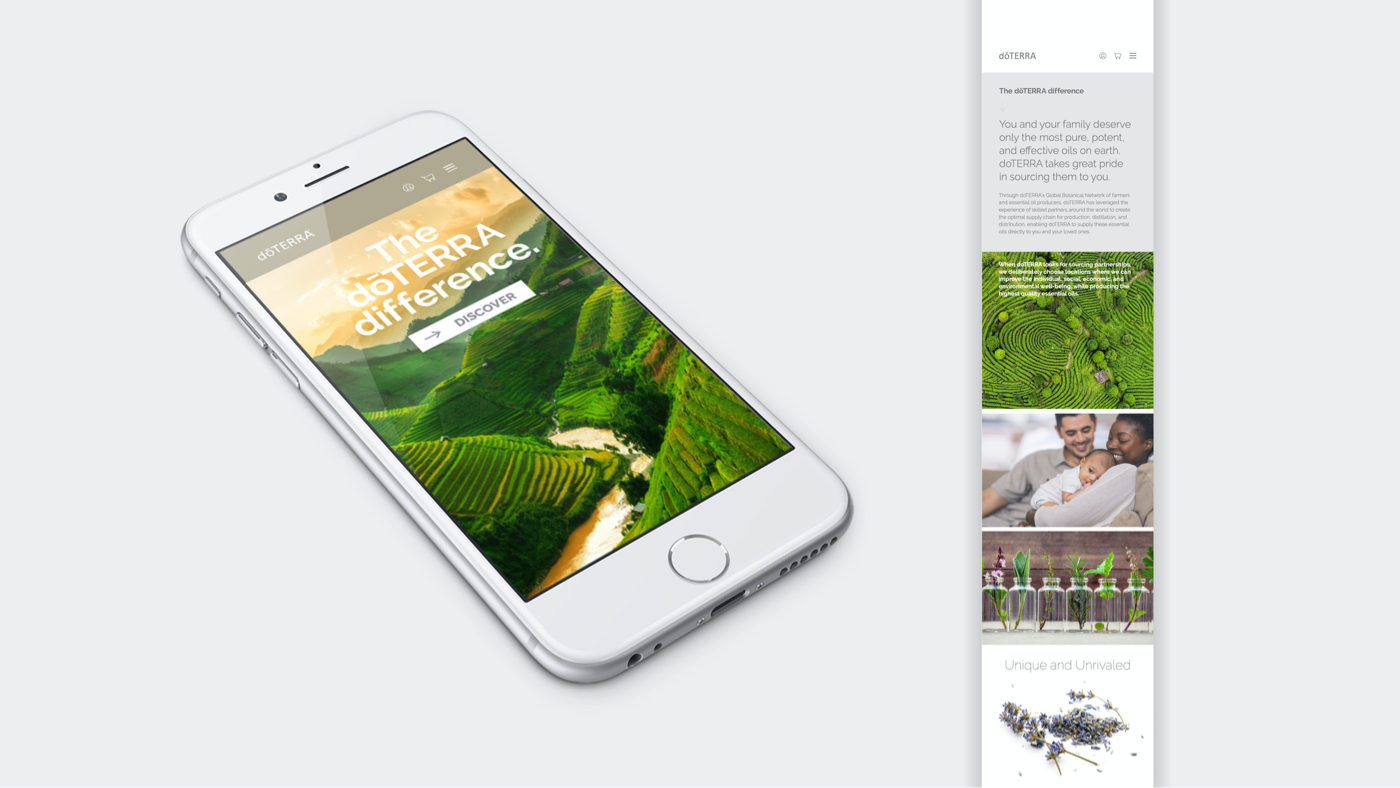 dōTERRA
The
dōTERRA
difference.
→ DISCOVER
dōTERRA
The dōTERRA difference
You and your family deserve
only the most pure, potent,
and effective oils on earth.
doTERRA takes great pride
in sourcing them to you.
Through dōTERRA's Global Botanical Network of farmers
and essential oil producers, dōTERRA has leveraged the
experience of skilled partners around the world to create
the optimal supply chain for production, distillation, and
distribution, enabling dōTERRA to supply these essential
oils directly to you and your loved ones.
When dōTERRA looks for sourcing partnerships,
we deliberately choose locations where we can
improve the individual, social, economic, and
environmental well-being, while producing the
highest quality essential oils.
Unique and Unrivaled